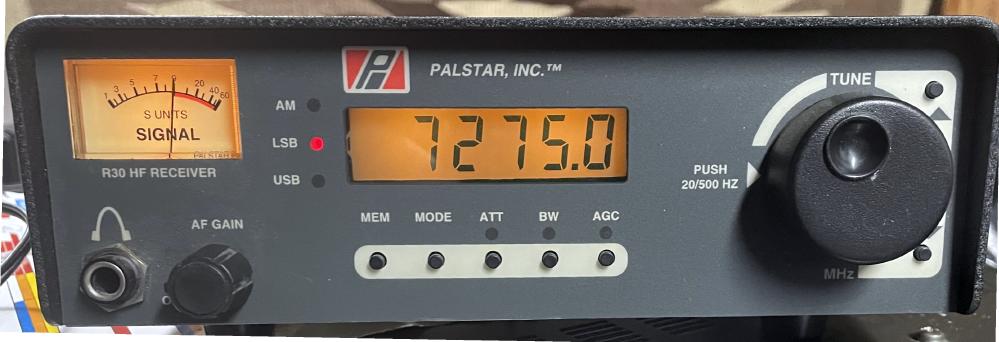 PALSTAR, INC.™
TUNE
1 3 5 7 9 20 40 60
S UNITS
SIGNAL
PALSTAR
R30 HF RECEIVER
AM
LSB
USB
7275.0
PUSH
20/500 HZ
AF GAIN
MEM MODE ATT BW AGC
MHz